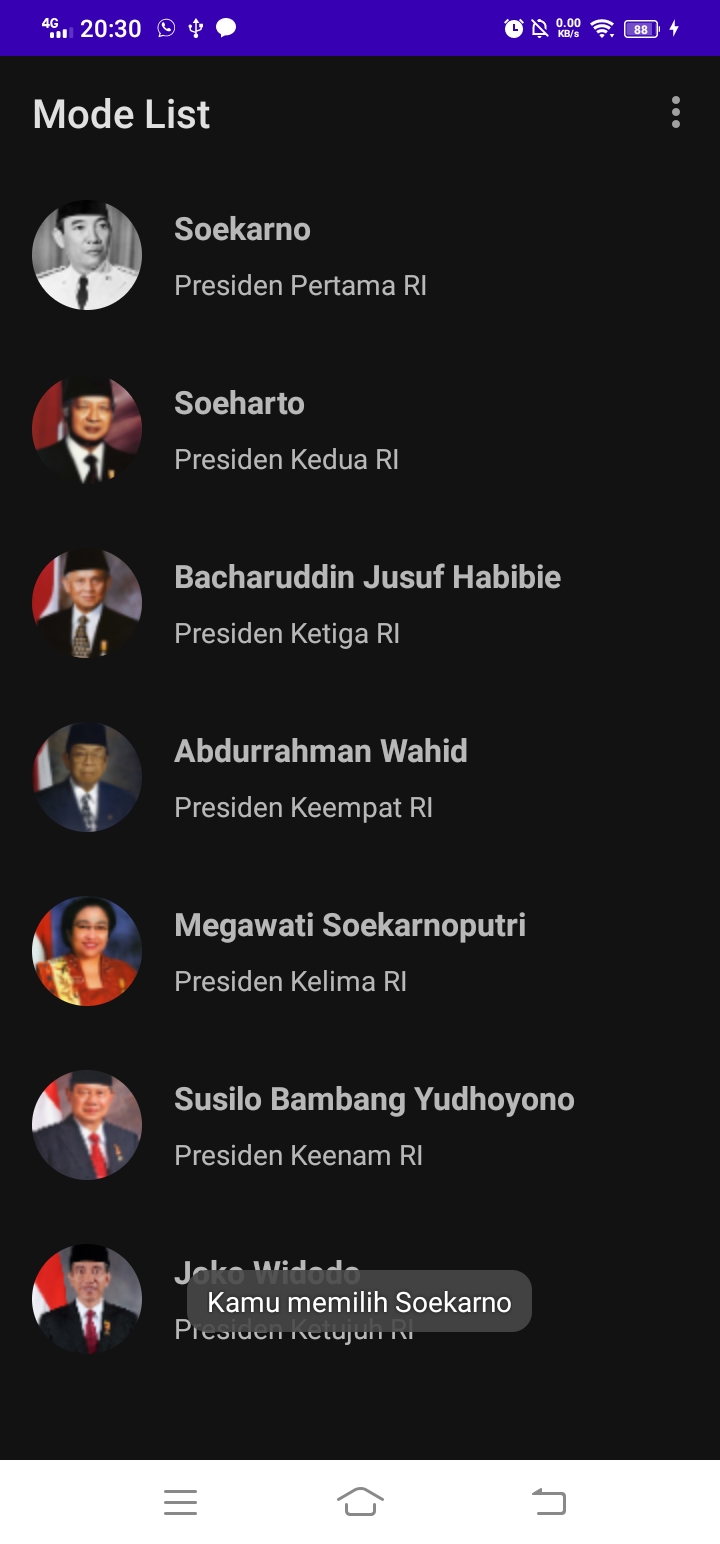 4G 20:30 0.00 KB/s 88
Mode List
Soekarno
Presiden Pertama RI
Soeharto
Presiden Kedua RI
Bacharuddin Jusuf Habibie
Presiden Ketiga RI
Abdurrahman Wahid
Presiden Keempat RI
Megawati Soekarnoputri
Presiden Kelima RI
Susilo Bambang Yudhoyono
Presiden Keenam RI
Joko Widodo
Kamu memilih Soekarno
Presiden Ketujuh RI